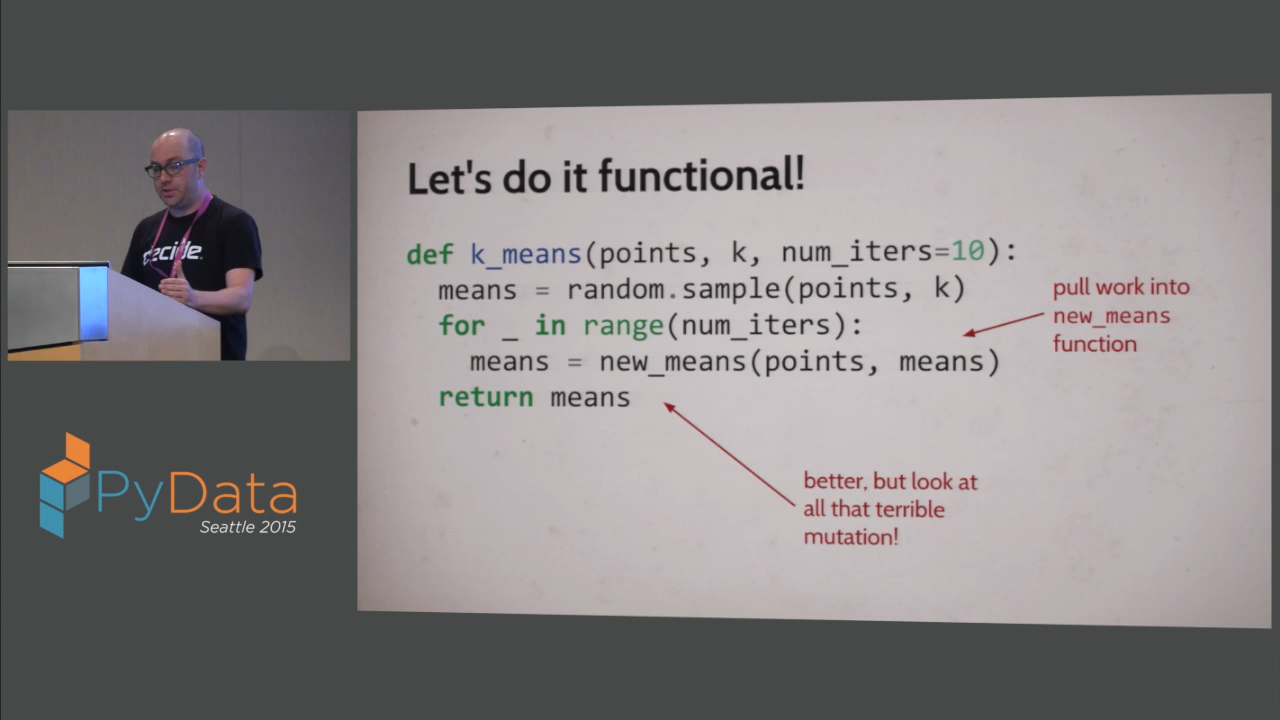 decide.
PyData
Seattle 2015
Let's do it functional!
def k_means(points, k, num_iters=10):
means = random.sample(points, k)
for _ in range(num_iters):
means = new_means(points, means)
return means
pull work into
new_means
function
better, but look at
all that terrible
mutation!